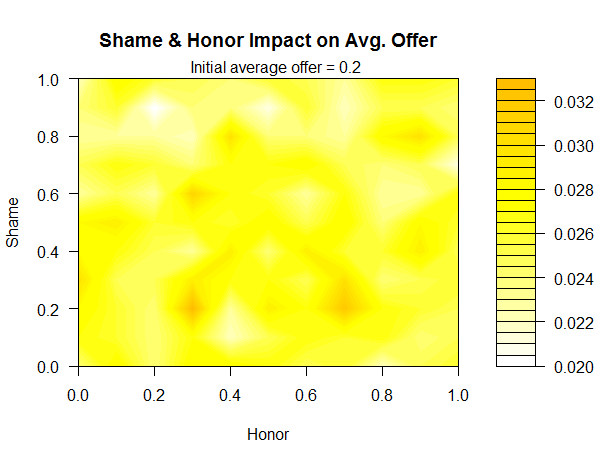 Shame & Honor Impact on Avg. Offer
Initial average offer = 0.2
1.0
0.8
0.6
0.4
0.2
0.0
Shame
0.0 0.2 0.4 0.6 0.8 1.0
Honor
0.032
0.030
0.028
0.026
0.024
0.022
0.020